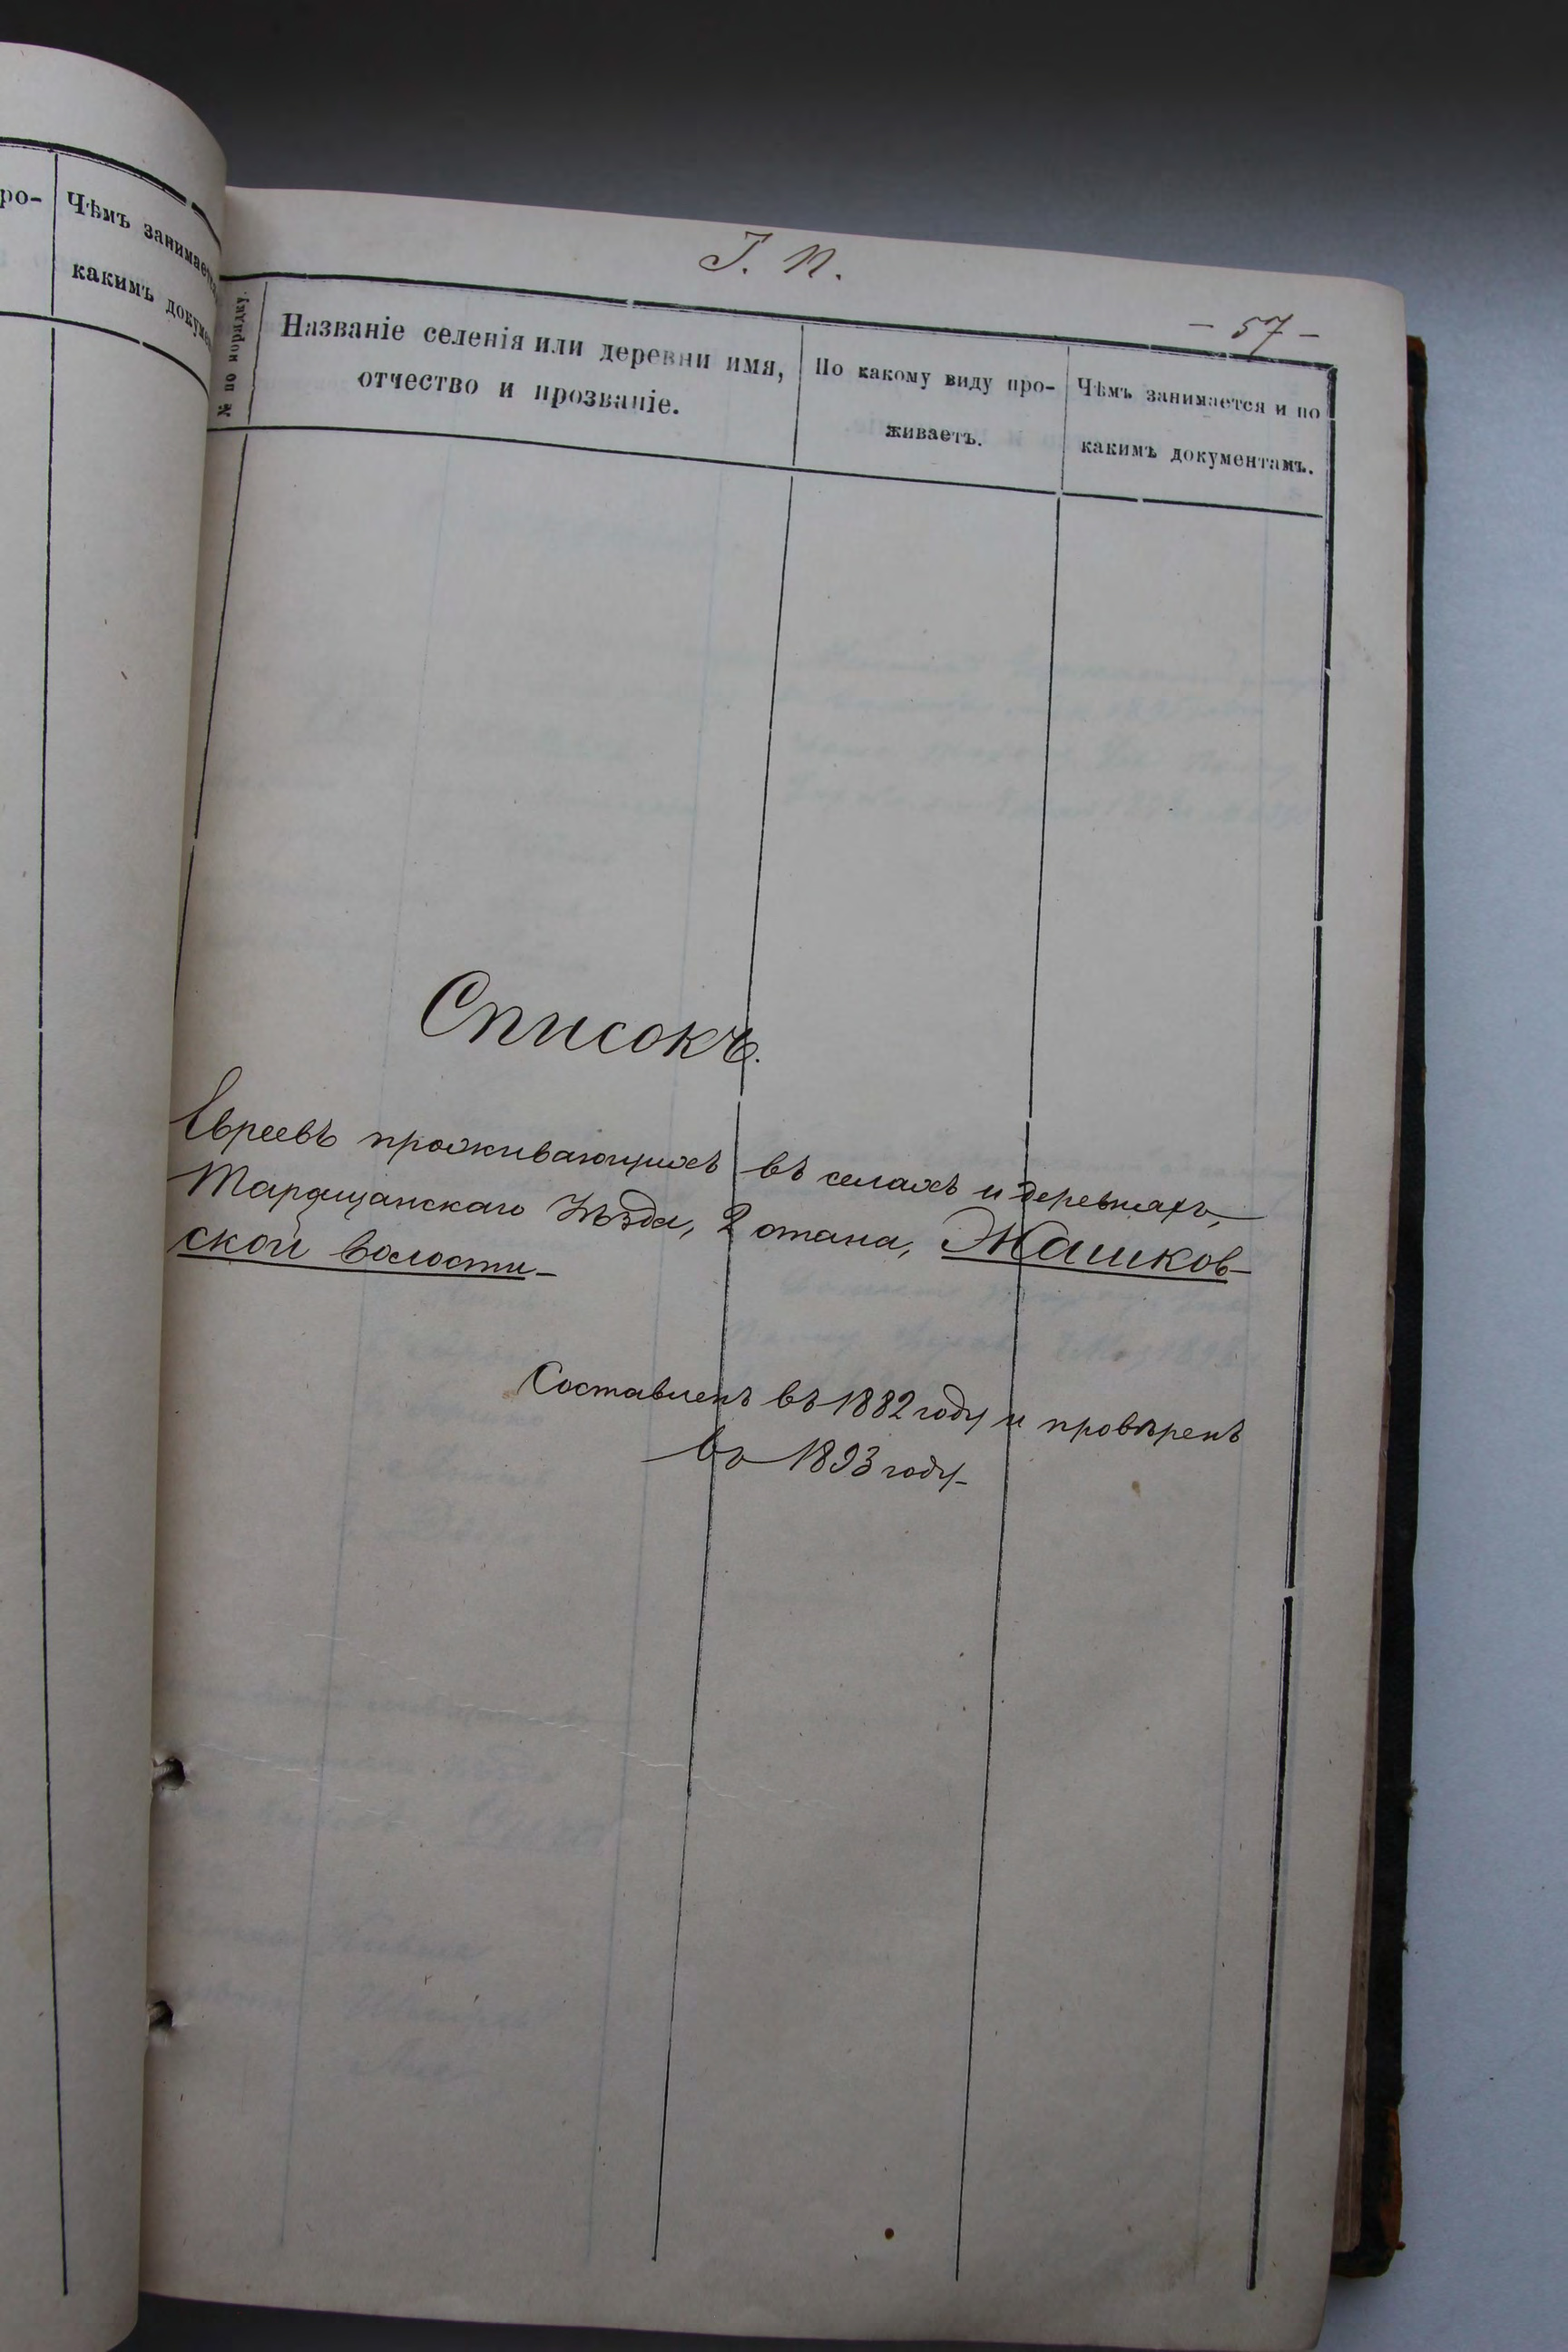 ро-
Чѣмъ занимает
какимъ докумен
І. П.
- 57 -
№ по порядку.
Названіе селенія или деревни имя,
отчество и прозваніе.
По какому виду про-
живаетъ.
Чѣмъ занимается и по
какимъ документамъ.
Списокъ.
Евреевъ проживающихъ въ селахъ и деревняхъ,
Таращанскаго Уѣзда, 2 стана, Жашков-
ской волости-
Составленъ въ 1882 году и провѣренъ
въ 1893 году-